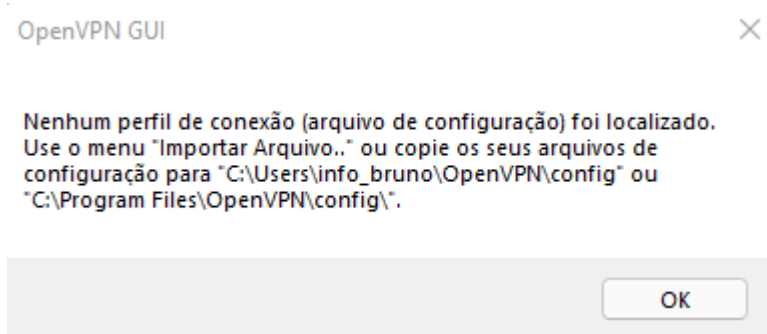 OpenVPN GUI
Nenhum perfil de conexão (arquivo de configuração) foi localizado.
Use o menu "Importar Arquivo.." ou copie os seus arquivos de
configuração para "C:\Users\info_bruno\OpenVPN\config" ou
"C:\Program Files\OpenVPN\config\".
OK